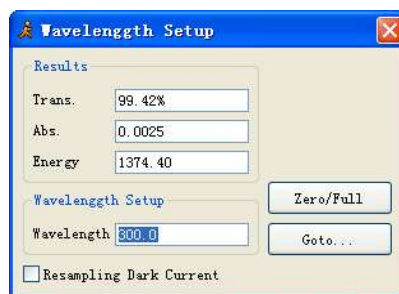 Wavelenggth Setup
Results
Trans. 99.42%
Abs. 0.0025
Energy 1374.40
Wavelenggth Setup
Zero/Full
Wavelength 300.0
Goto...
Resampling Dark Current